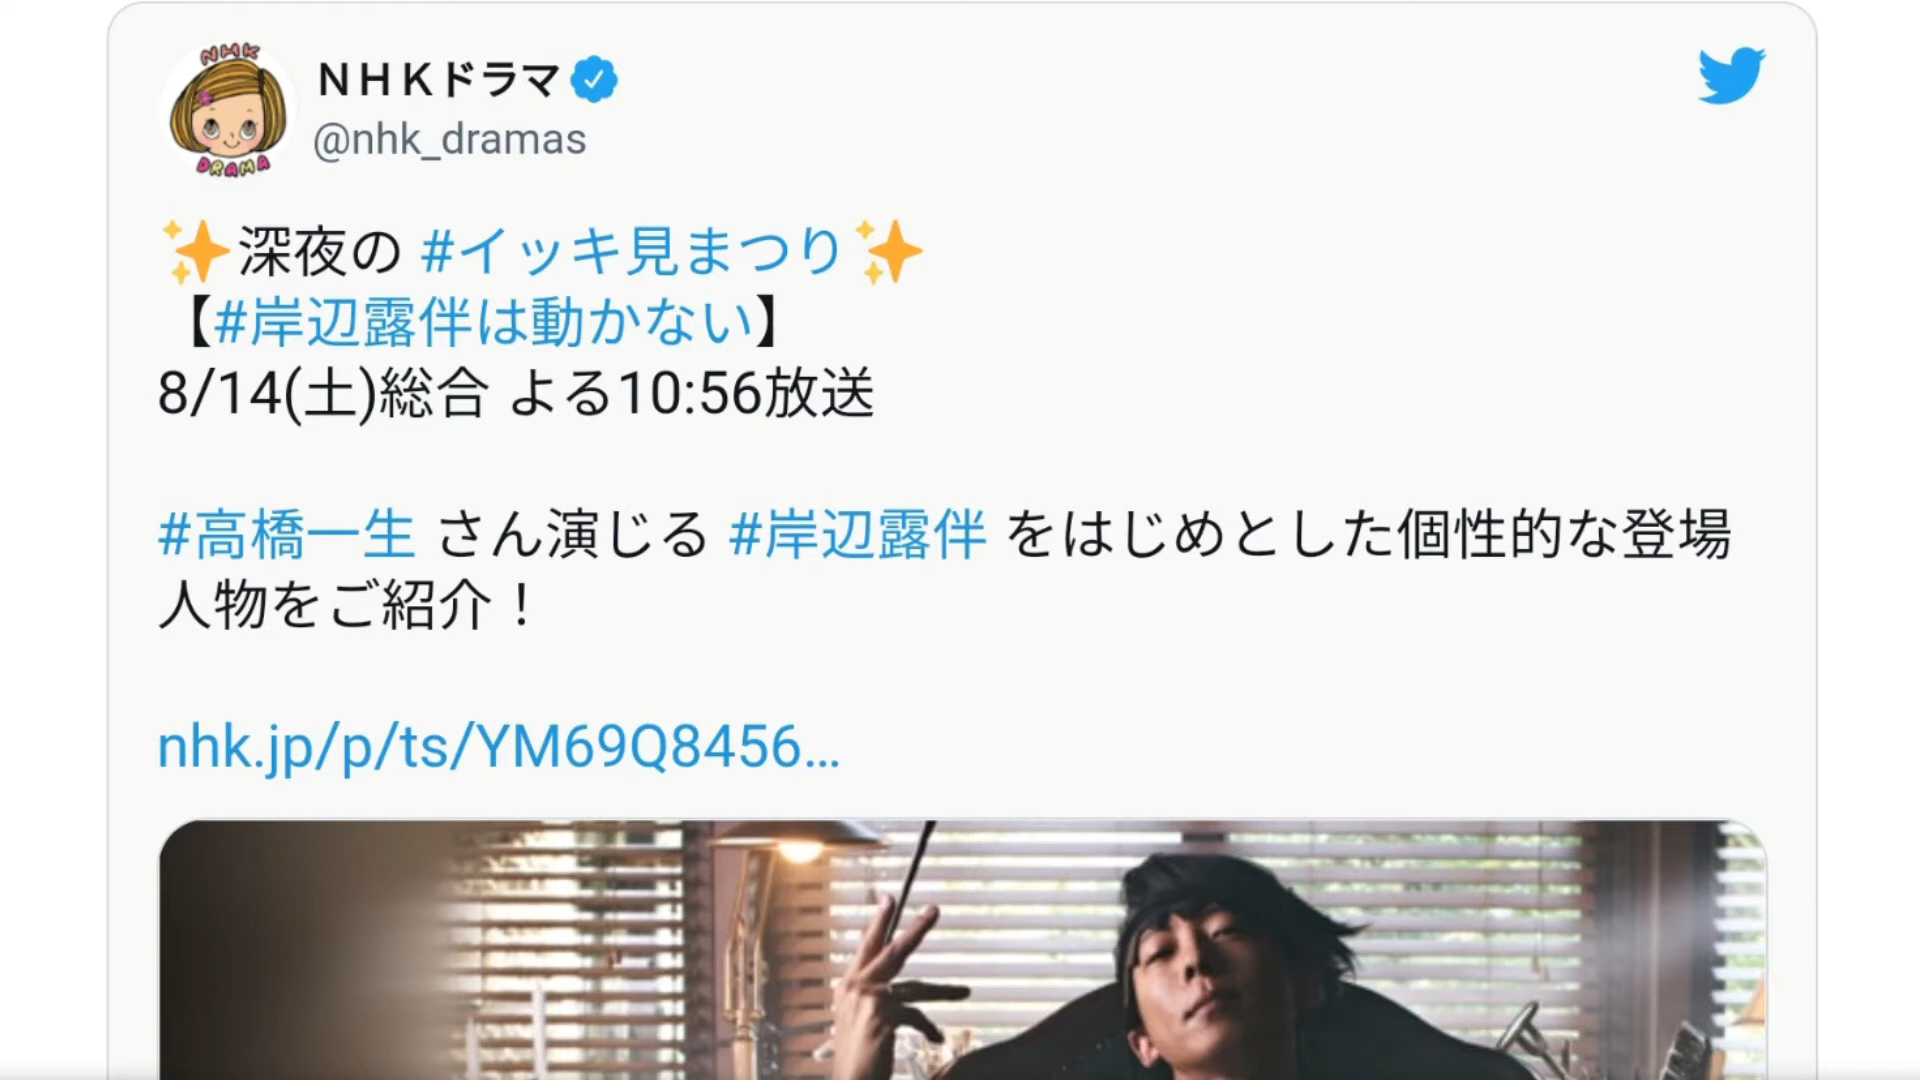 NHK
DRAMA
ＮＨＫドラマ
@nhk_dramas
✨深夜の #イッキ見まつり✨
【#岸辺露伴は動かない】
8/14(土)総合 よる10:56放送
#高橋一生 さん演じる #岸辺露伴 をはじめとした個性的な登場
人物をご紹介！
nhk.jp/p/ts/YM69Q8456…